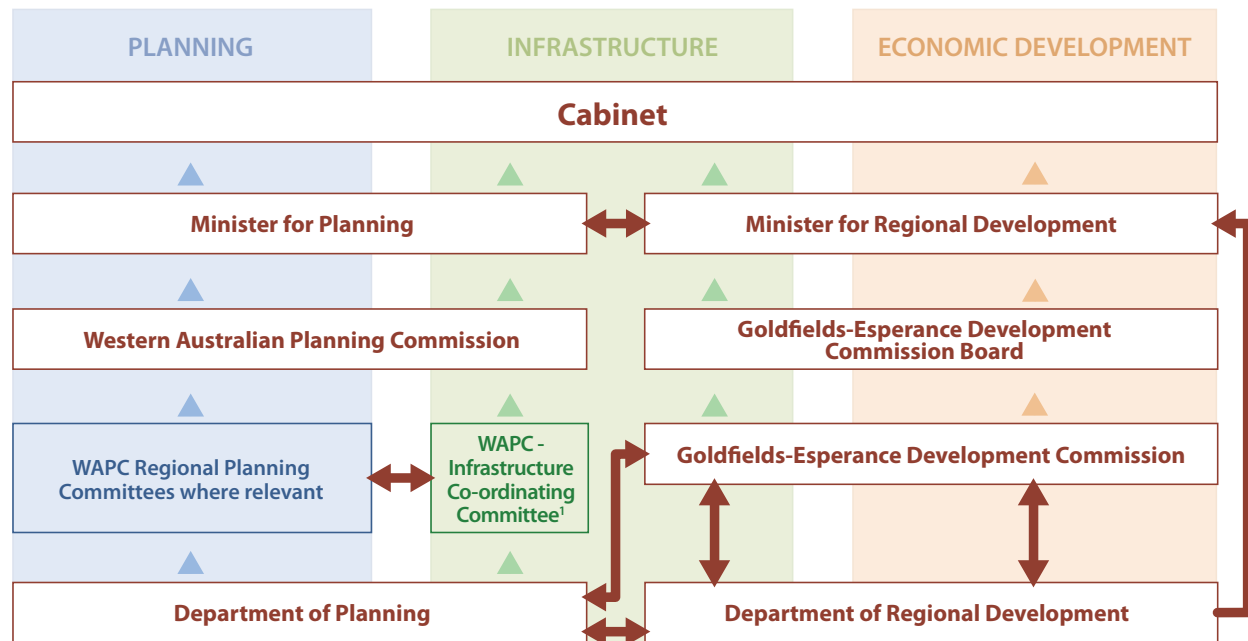 PLANNING
INFRASTRUCTURE
ECONOMIC DEVELOPMENT
Cabinet
Minister for Planning
Minister for Regional Development
Western Australian Planning Commission
Goldfields-Esperance Development
Commission Board
WAPC Regional Planning
Committees where relevant
WAPC -
Infrastructure
Co-ordinating
Committee¹
Goldfields-Esperance Development Commission
Department of Planning
Department of Regional Development